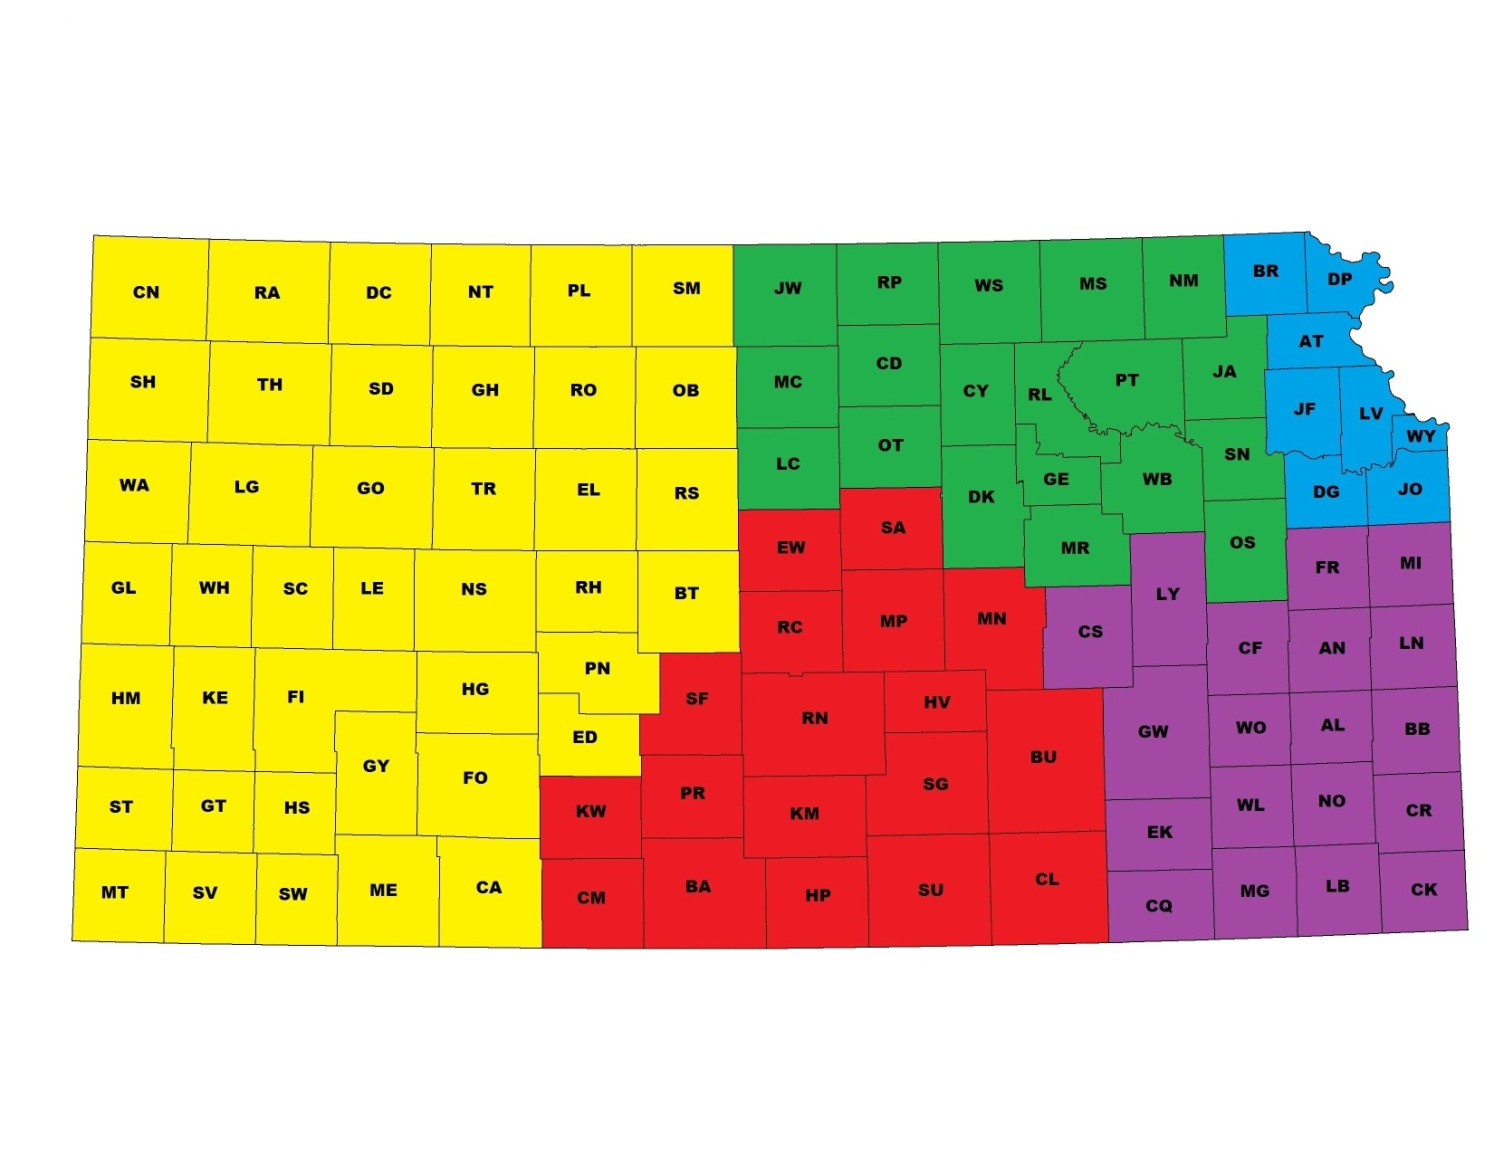 CN RA DC NT PL SM JW RP WS MS NM BR DP
SH TH SD GH RO OB MC CD CY RL PT JA AT
JF LV WY
WA LG GO TR EL RS LC OT DK GE WB SN DG JO
GL WH SC LE NS RH BT EW SA MR OS FR MI
RC MP MN CS LY CF AN LN
HM KE FI HG PN SF RN HV GW WO AL BB
ED
ST GT HS GY FO KW PR KM SG BU EK WL NO CR
MT SV SW ME CA CM BA HP SU CL CQ MG LB CK